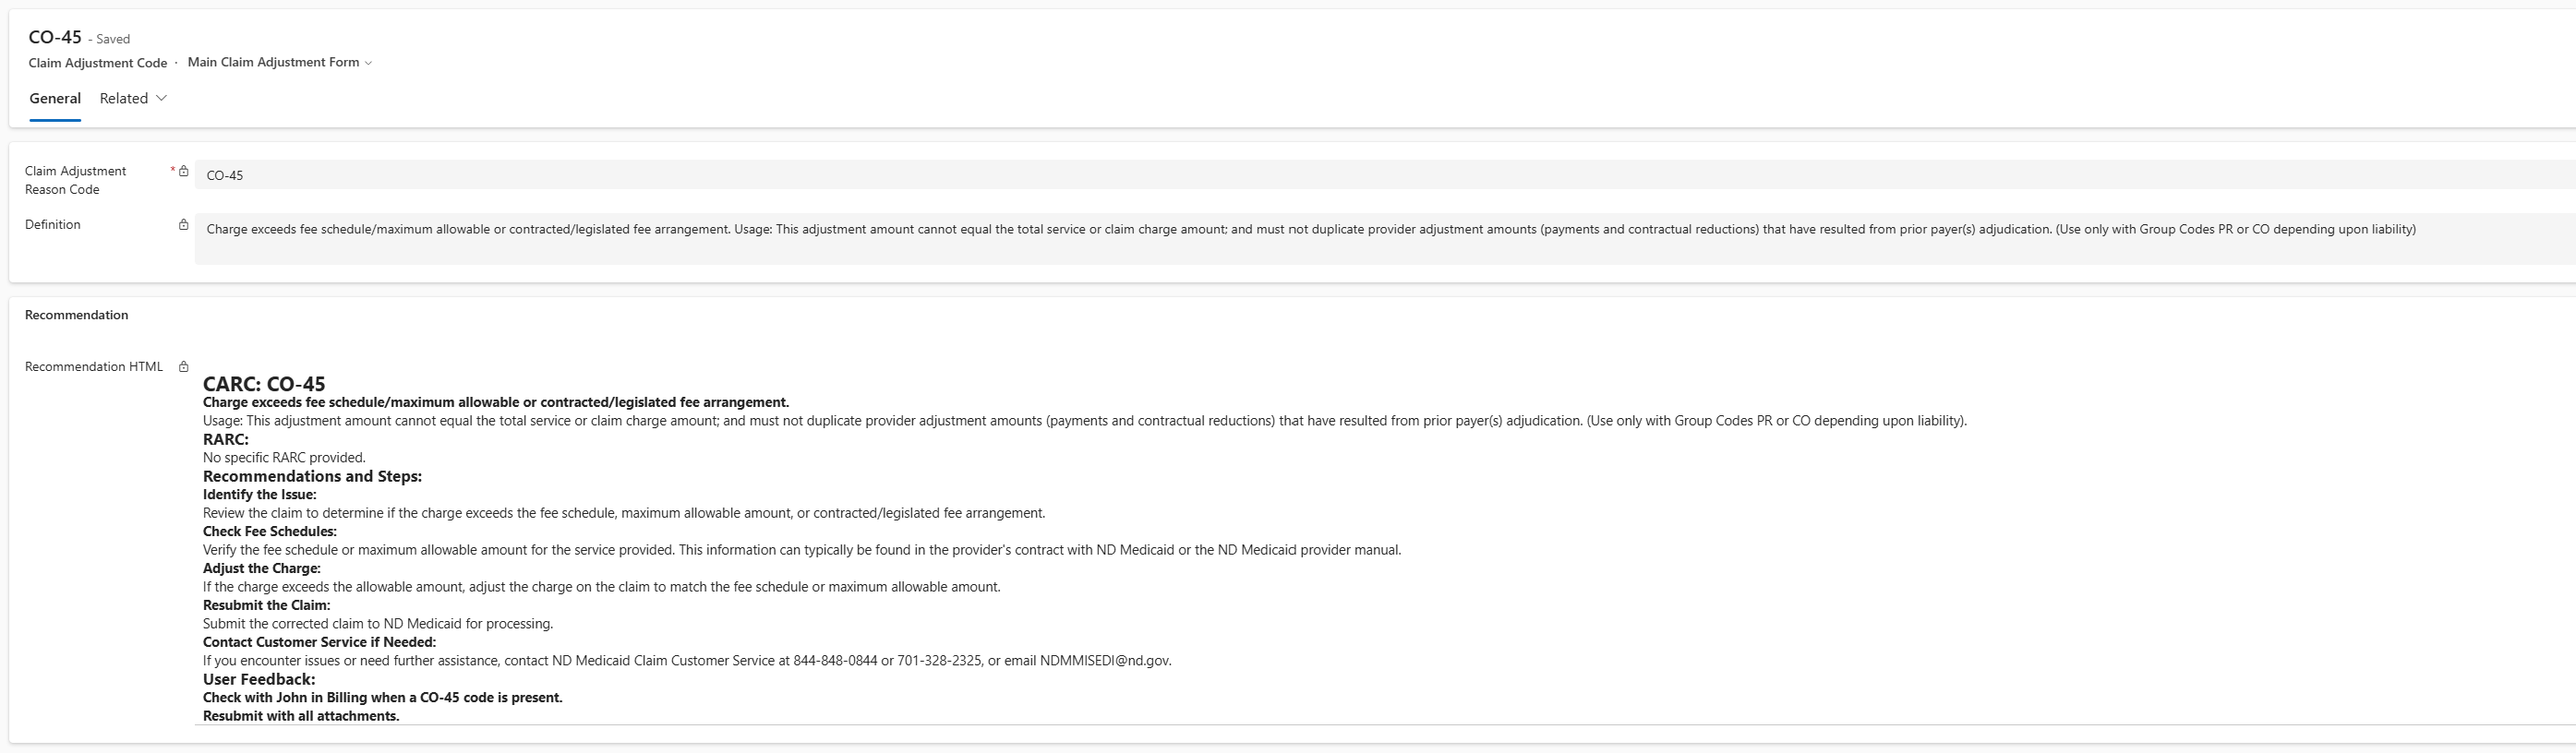 CO-45 - Saved
Claim Adjustment Code · Main Claim Adjustment Form
General Related
Claim Adjustment Reason Code *
CO-45
Definition
Charge exceeds fee schedule/maximum allowable or contracted/legislated fee arrangement. Usage: This adjustment amount cannot equal the total service or claim charge amount; and must not duplicate provider adjustment amounts (payments and contractual reductions) that have resulted from prior payer(s) adjudication. (Use only with Group Codes PR or CO depending upon liability)
Recommendation
Recommendation HTML
CARC: CO-45
Charge exceeds fee schedule/maximum allowable or contracted/legislated fee arrangement.
Usage: This adjustment amount cannot equal the total service or claim charge amount; and must not duplicate provider adjustment amounts (payments and contractual reductions) that have resulted from prior payer(s) adjudication. (Use only with Group Codes PR or CO depending upon liability).
RARC:
No specific RARC provided.
Recommendations and Steps:
Identify the Issue:
Review the claim to determine if the charge exceeds the fee schedule, maximum allowable amount, or contracted/legislated fee arrangement.
Check Fee Schedules:
Verify the fee schedule or maximum allowable amount for the service provided. This information can typically be found in the provider's contract with ND Medicaid or the ND Medicaid provider manual.
Adjust the Charge:
If the charge exceeds the allowable amount, adjust the charge on the claim to match the fee schedule or maximum allowable amount.
Resubmit the Claim:
Submit the corrected claim to ND Medicaid for processing.
Contact Customer Service if Needed:
If you encounter issues or need further assistance, contact ND Medicaid Claim Customer Service at 844-848-0844 or 701-328-2325, or email NDMMISEDI@nd.gov.
User Feedback:
Check with John in Billing when a CO-45 code is present.
Resubmit with all attachments.